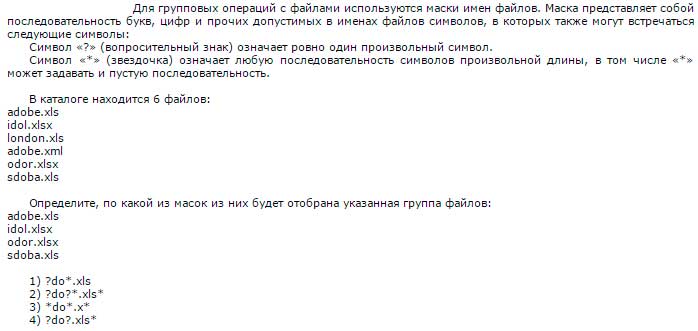 Для групповых операций с файлами используются маски имен файлов. Маска представляет собой
последовательность букв, цифр и прочих допустимых в именах файлов символов, в которых также могут встречаться
следующие символы:
Символ «?» (вопросительный знак) означает ровно один произвольный символ.
Символ «*» (звездочка) означает любую последовательность символов произвольной длины, в том числе «*»
может задавать и пустую последовательность.
В каталоге находится 6 файлов:
adobe.xls
idol.xlsx
london.xls
adobe.xml
odor.xlsx
sdoba.xls
Определите, по какой из масок из них будет отобрана указанная группа файлов:
adobe.xls
idol.xlsx
odor.xlsx
sdoba.xls
1) ?do*.xls
2) ?do?*.xls*
3) *do*.x*
4) ?do?.xls*